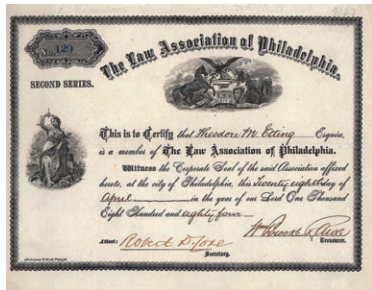 No. 129
The Law Association of Philadelphia.
SECOND SERIES.
This is to Certify that Theodore M. Etting Esquire,
is a member of The Law Association of Philadelphia.
Witness the Corporate Seal of the said Association affixed
hereto, at the city of Philadelphia, this twenty eighth day of
April in the year of our Lord One Thousand
Eight Hundred and eighty four
Treasurer.
Attest: Robert D. Coxe
Secretary.